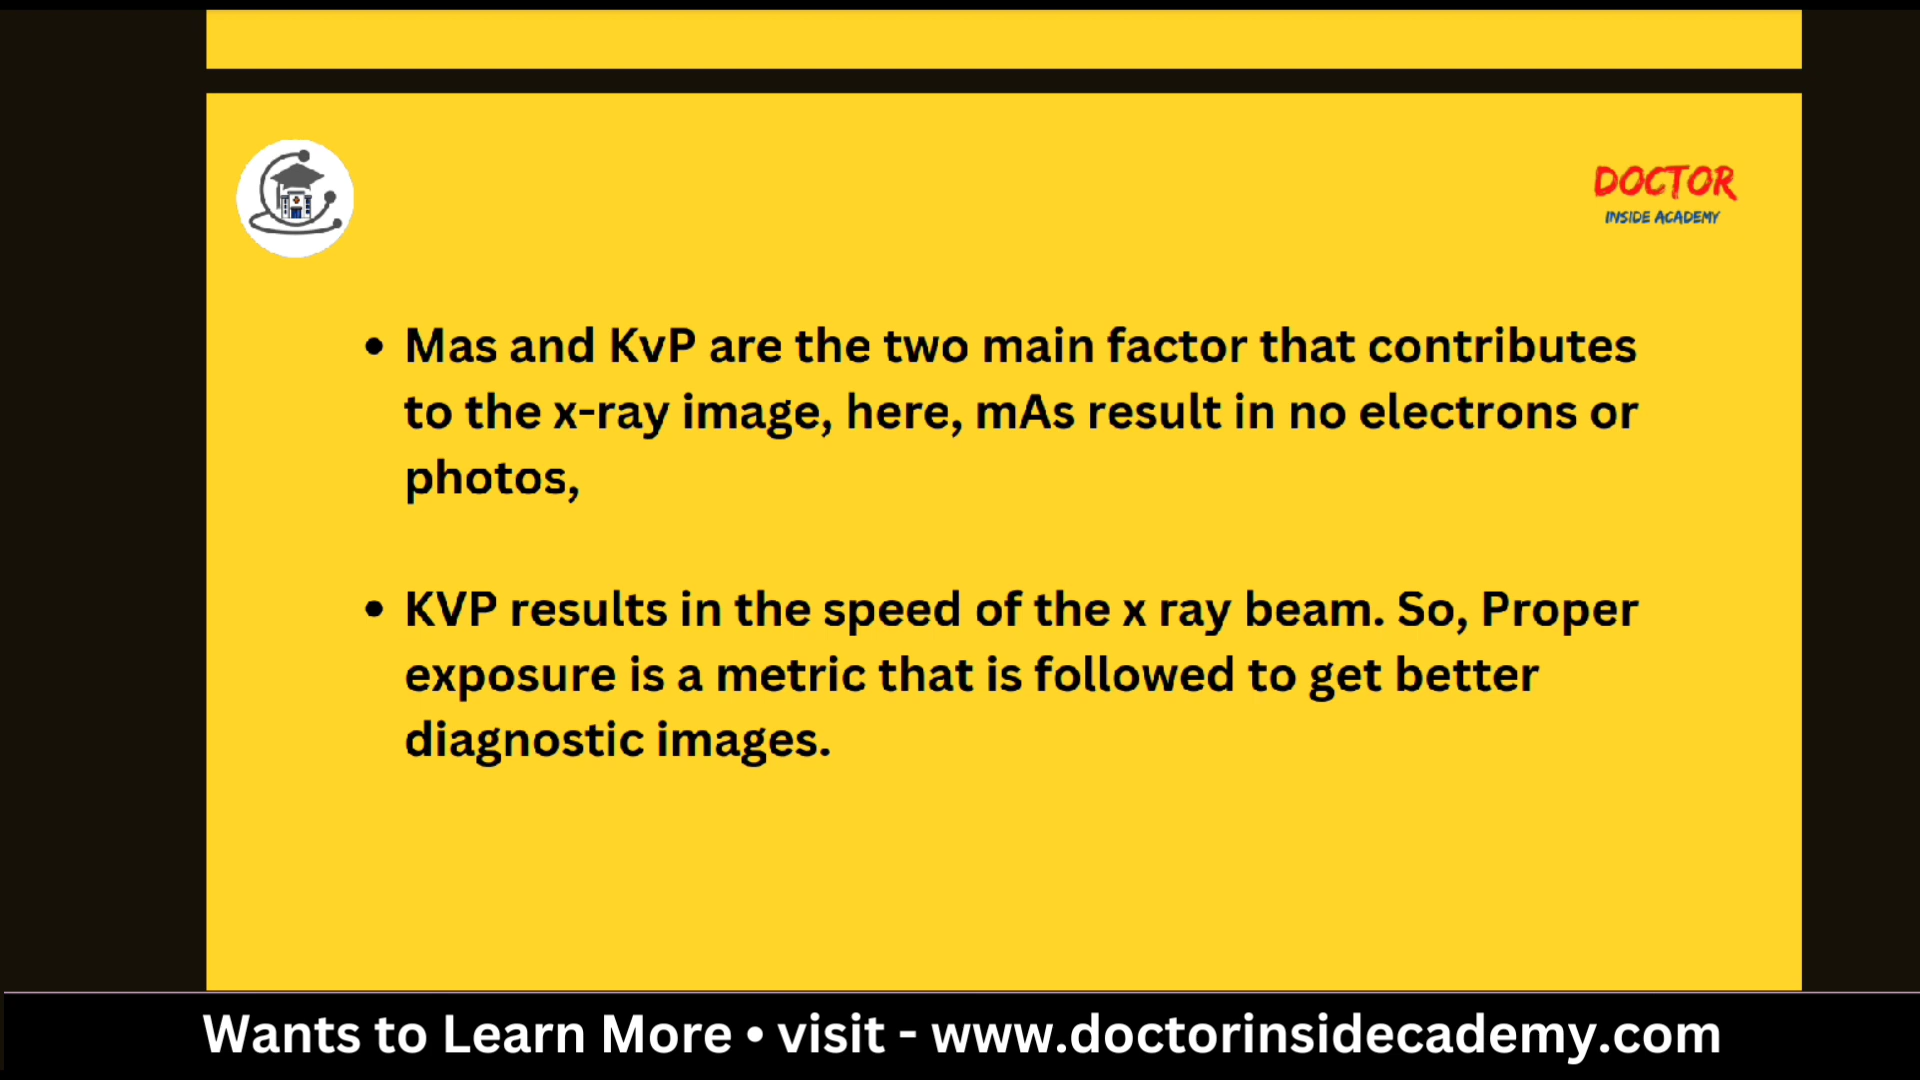 DOCTOR
INSIDE ACADEMY
• Mas and KvP are the two main factor that contributes
to the x-ray image, here, mAs result in no electrons or
photos,
• KVP results in the speed of the x ray beam. So, Proper
exposure is a metric that is followed to get better
diagnostic images.
Wants to Learn More • visit - www.doctorinsidecademy.com